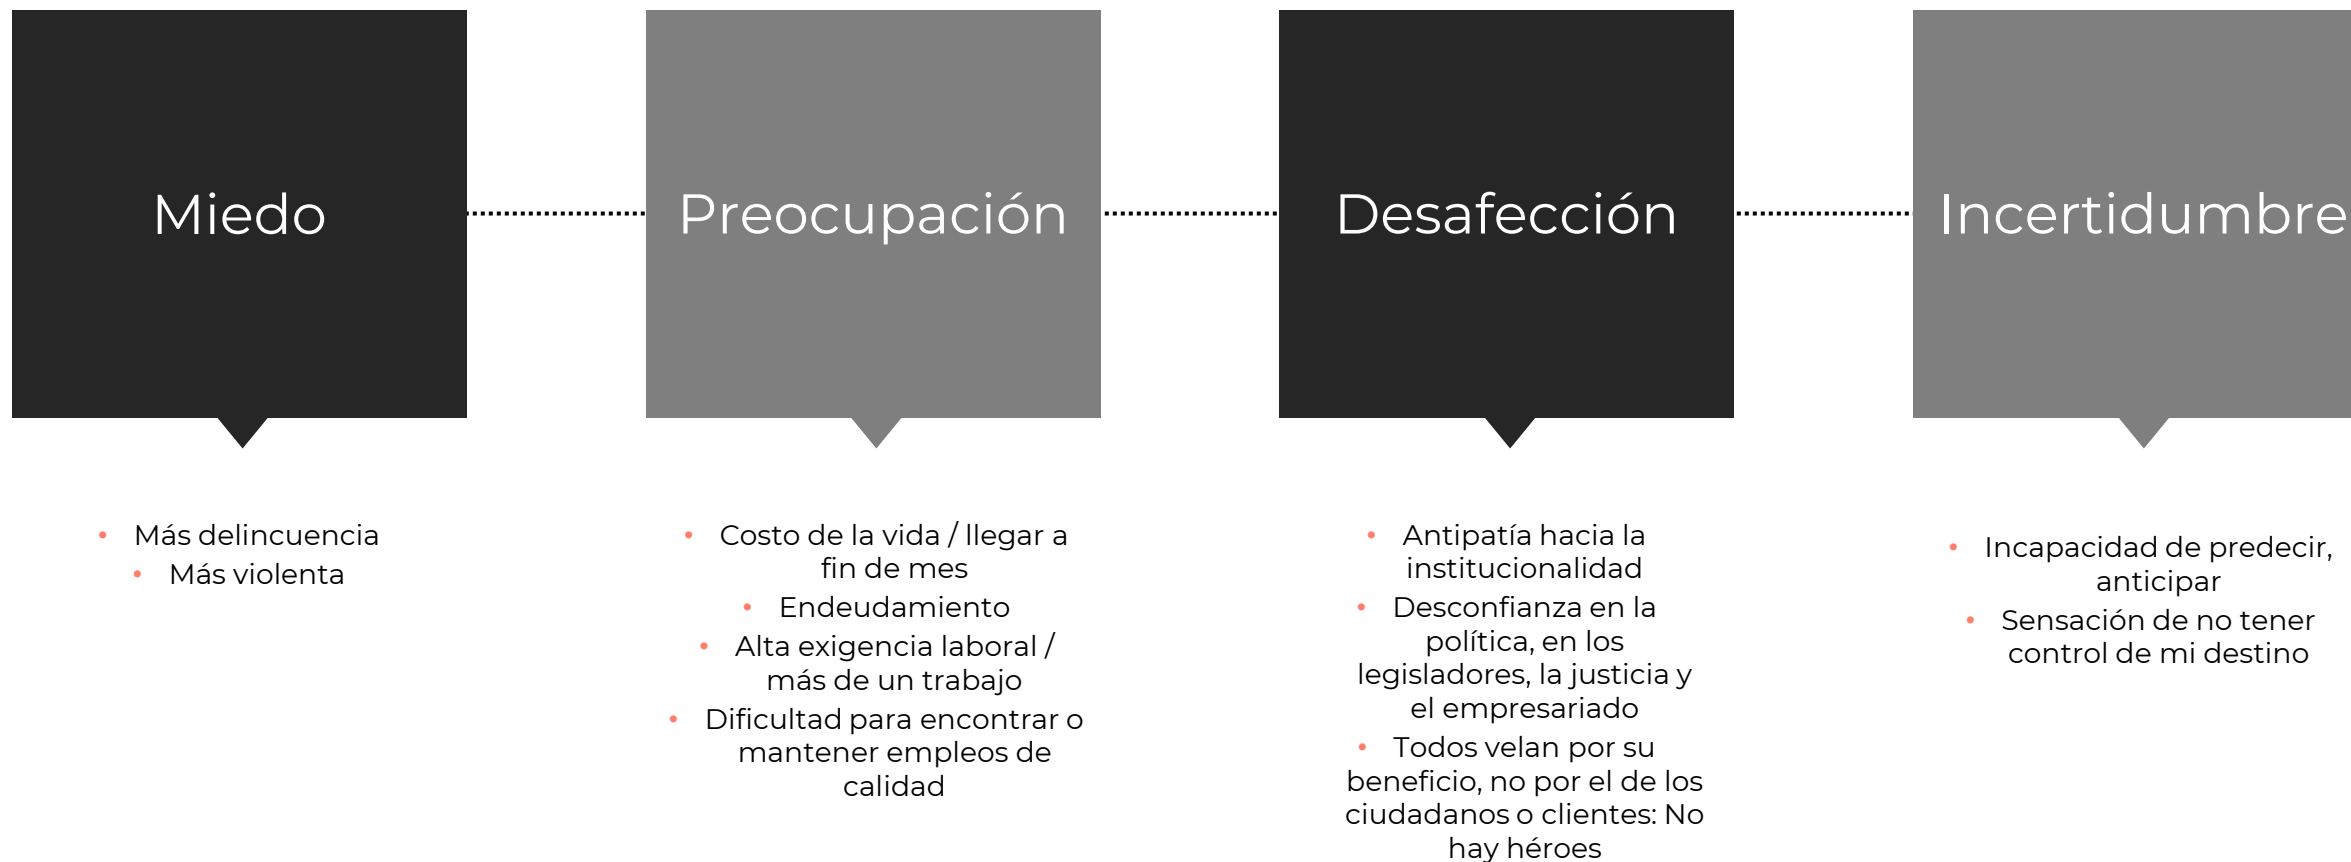 Miedo
Preocupación
Desafección
Incertidumbre
• Más delincuencia
• Más violenta
• Costo de la vida / llegar a
fin de mes
• Endeudamiento
• Alta exigencia laboral /
más de un trabajo
• Dificultad para encontrar o
mantener empleos de
calidad
• Antipatía hacia la
institucionalidad
• Desconfianza en la
política, en los
legisladores, la justicia y
el empresariado
• Todos velan por su
beneficio, no por el de los
ciudadanos o clientes: No
hay héroes
• Incapacidad de predecir,
anticipar
• Sensación de no tener
control de mi destino